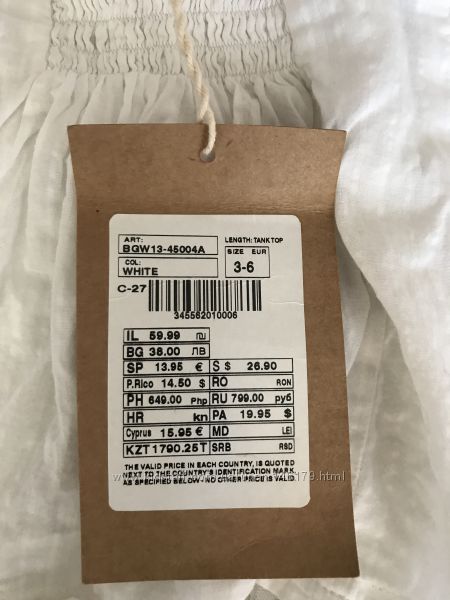 ART: LENGTH: TANK TOP
BGW13-45004A SIZE EUR
COL:
WHITE 3-6
C-27
345562010006
IL 59.99 ₪
BG 36.00 ЛВ
SP 13.95 € S $ 26.90
P.Rico 14.50 $ RO RON
PH 649.00 Php RU 799.00 руб
HR kn PA 19.95 $
Cyprus 15.95 € MD LEI
KZT 1790.25 T SRB RSD
THE VALID PRICE IN EACH COUNTRY, IS QUOTED
NEXT TO THE COUNTRY'S IDENTIFICATION MARK,
AS SPECIFIED BELOW-NO OTHER PRICE IS VALID.
179.html